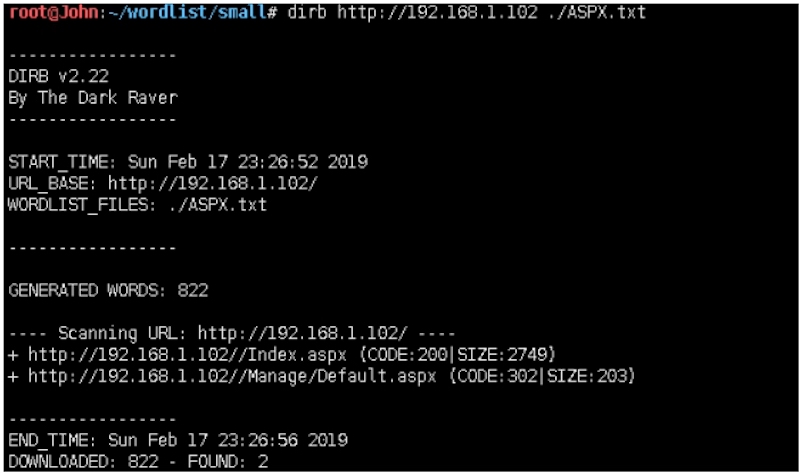 root@John:~/wordlist/small# dirb http://192.168.1.102 ./ASPX.txt
-----------------
DIRB v2.22
By The Dark Raver
-----------------
START_TIME: Sun Feb 17 23:26:52 2019
URL_BASE: http://192.168.1.102/
WORDLIST_FILES: ./ASPX.txt
-----------------
GENERATED WORDS: 822
---- Scanning URL: http://192.168.1.102/ ----
+ http://192.168.1.102//Index.aspx (CODE:200|SIZE:2749)
+ http://192.168.1.102//Manage/Default.aspx (CODE:302|SIZE:203)
-----------------
END_TIME: Sun Feb 17 23:26:56 2019
DOWNLOADED: 822 - FOUND: 2